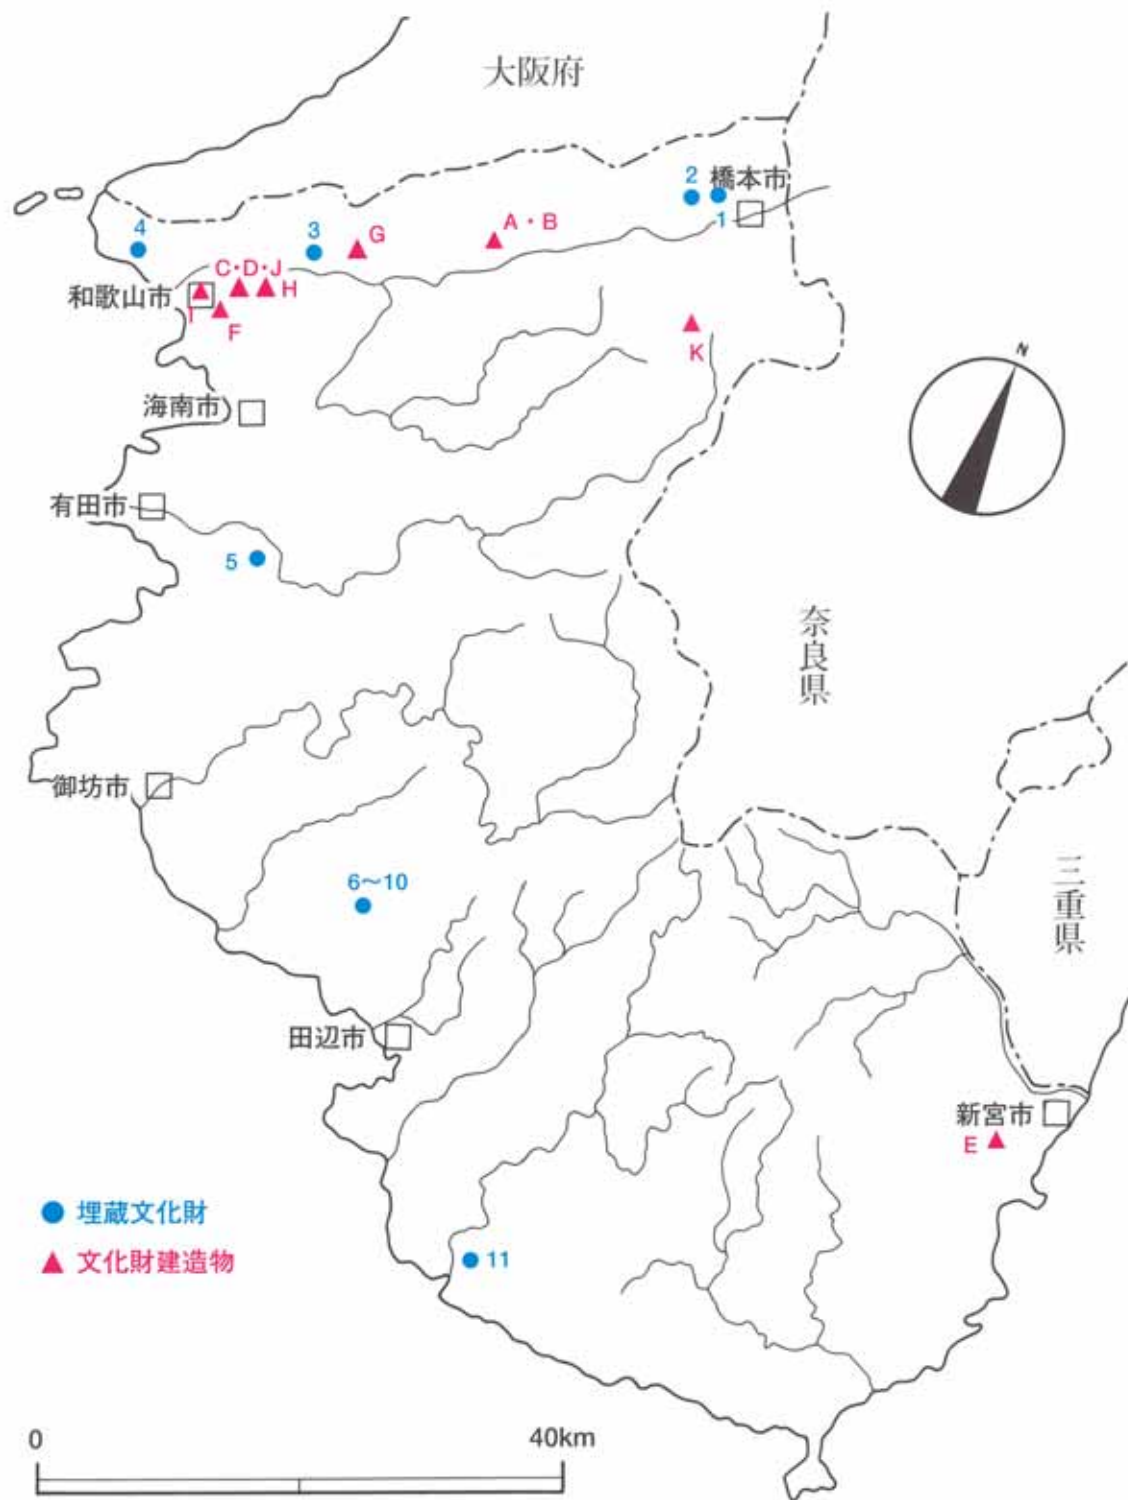 大阪府
N
2
橋本市
1
A・B
G
3
4
C・D・J
H
和歌山市
I
F
K
海南市
有田市
5
奈良県
御坊市
6〜10
三重県
田辺市
新宮市
E
11
埋蔵文化財
文化財建造物
0
40km